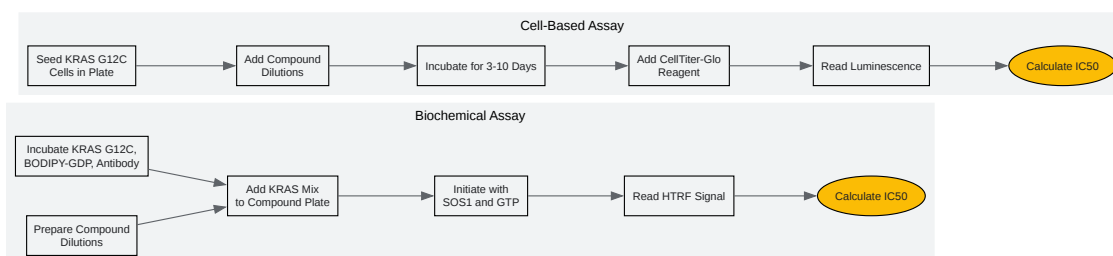 Cell-Based Assay
Seed KRAS G12C
Cells in Plate
Add Compound
Dilutions
Incubate for 3-10 Days
Add CellTiter-Glo
Reagent
Read Luminescence
Calculate IC50
Biochemical Assay
Incubate KRAS G12C,
BODIPY-GDP, Antibody
Prepare Compound
Dilutions
Add KRAS Mix
to Compound Plate
Initiate with
SOS1 and GTP
Read HTRF Signal
Calculate IC50